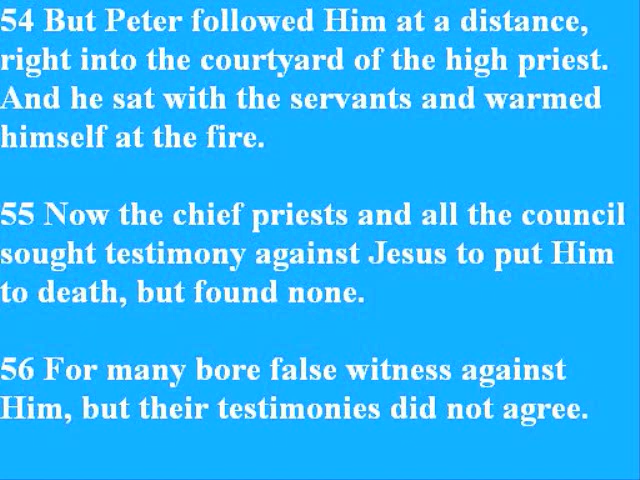 54 But Peter followed Him at a distance,
right into the courtyard of the high priest.
And he sat with the servants and warmed
himself at the fire.
55 Now the chief priests and all the council
sought testimony against Jesus to put Him
to death, but found none.
56 For many bore false witness against
Him, but their testimonies did not agree.